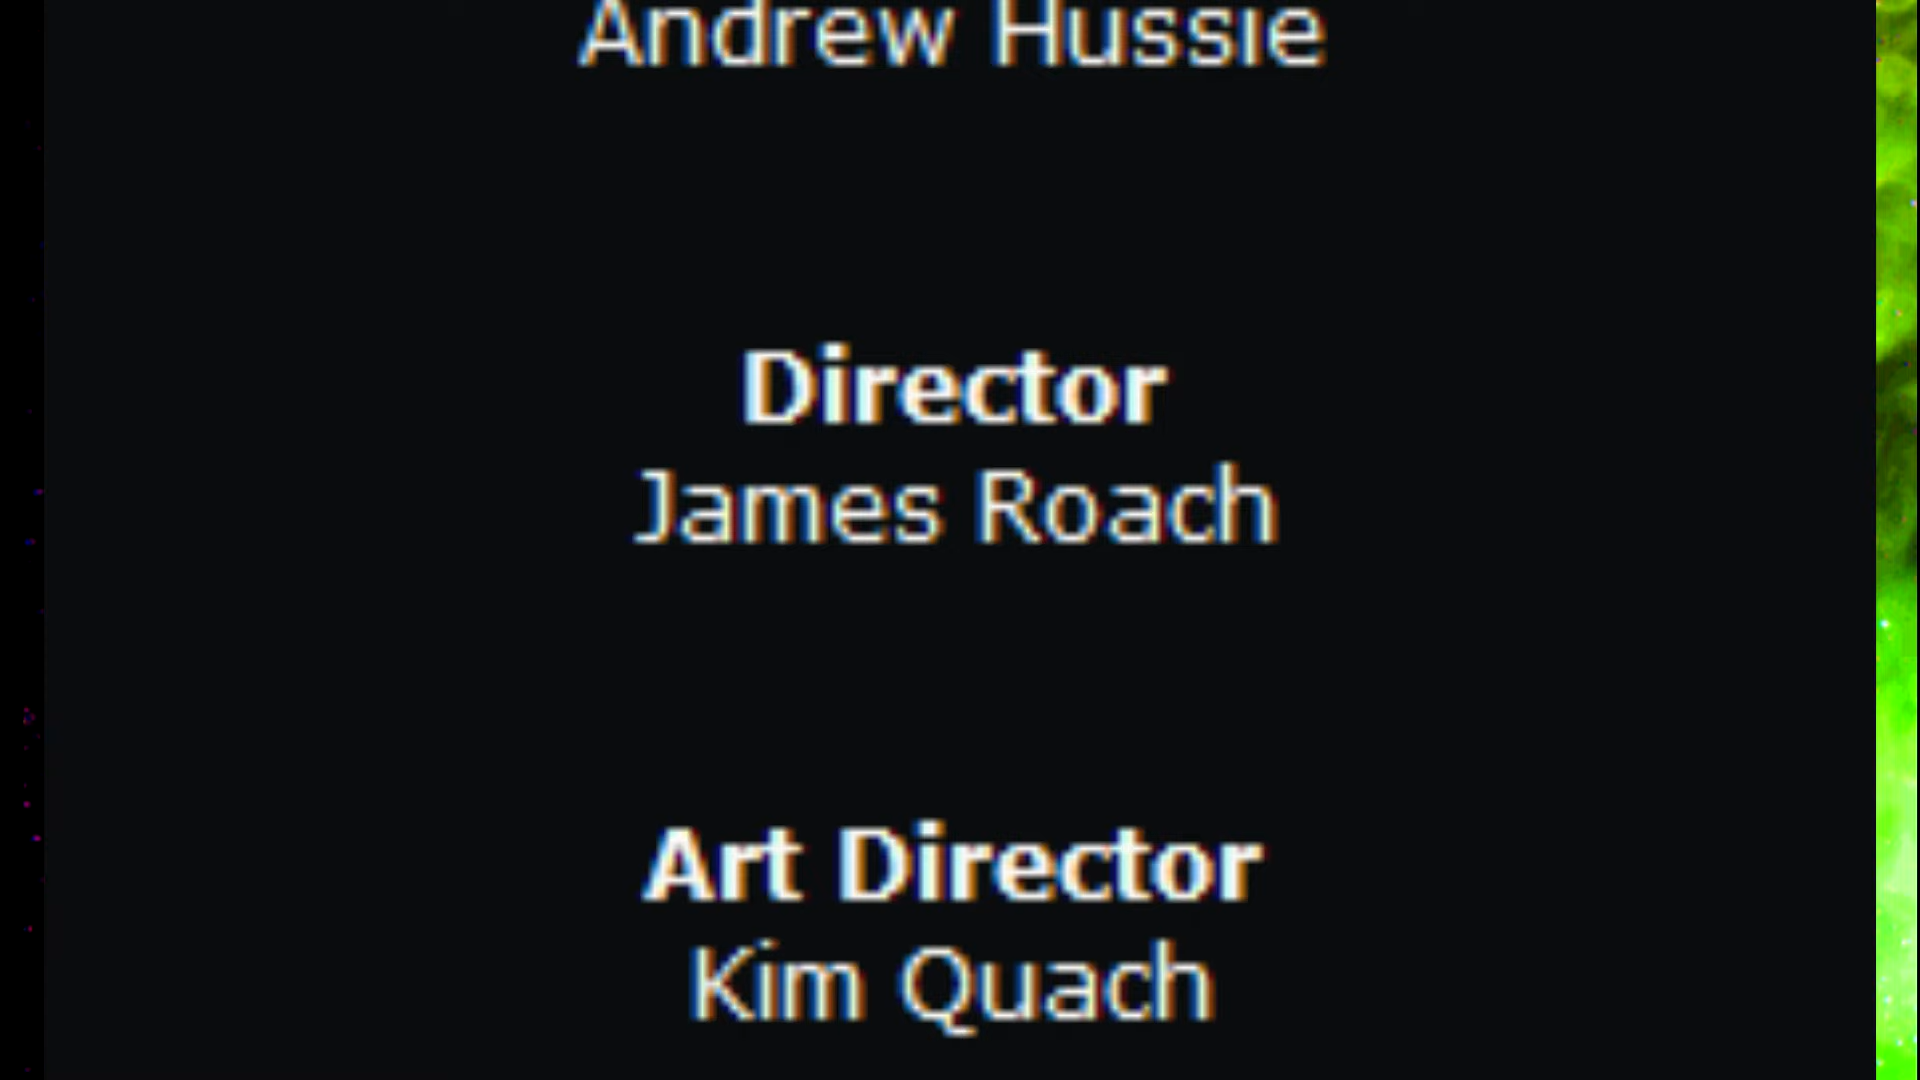 Andrew Hussie
Director
James Roach
Art Director
Kim Quach